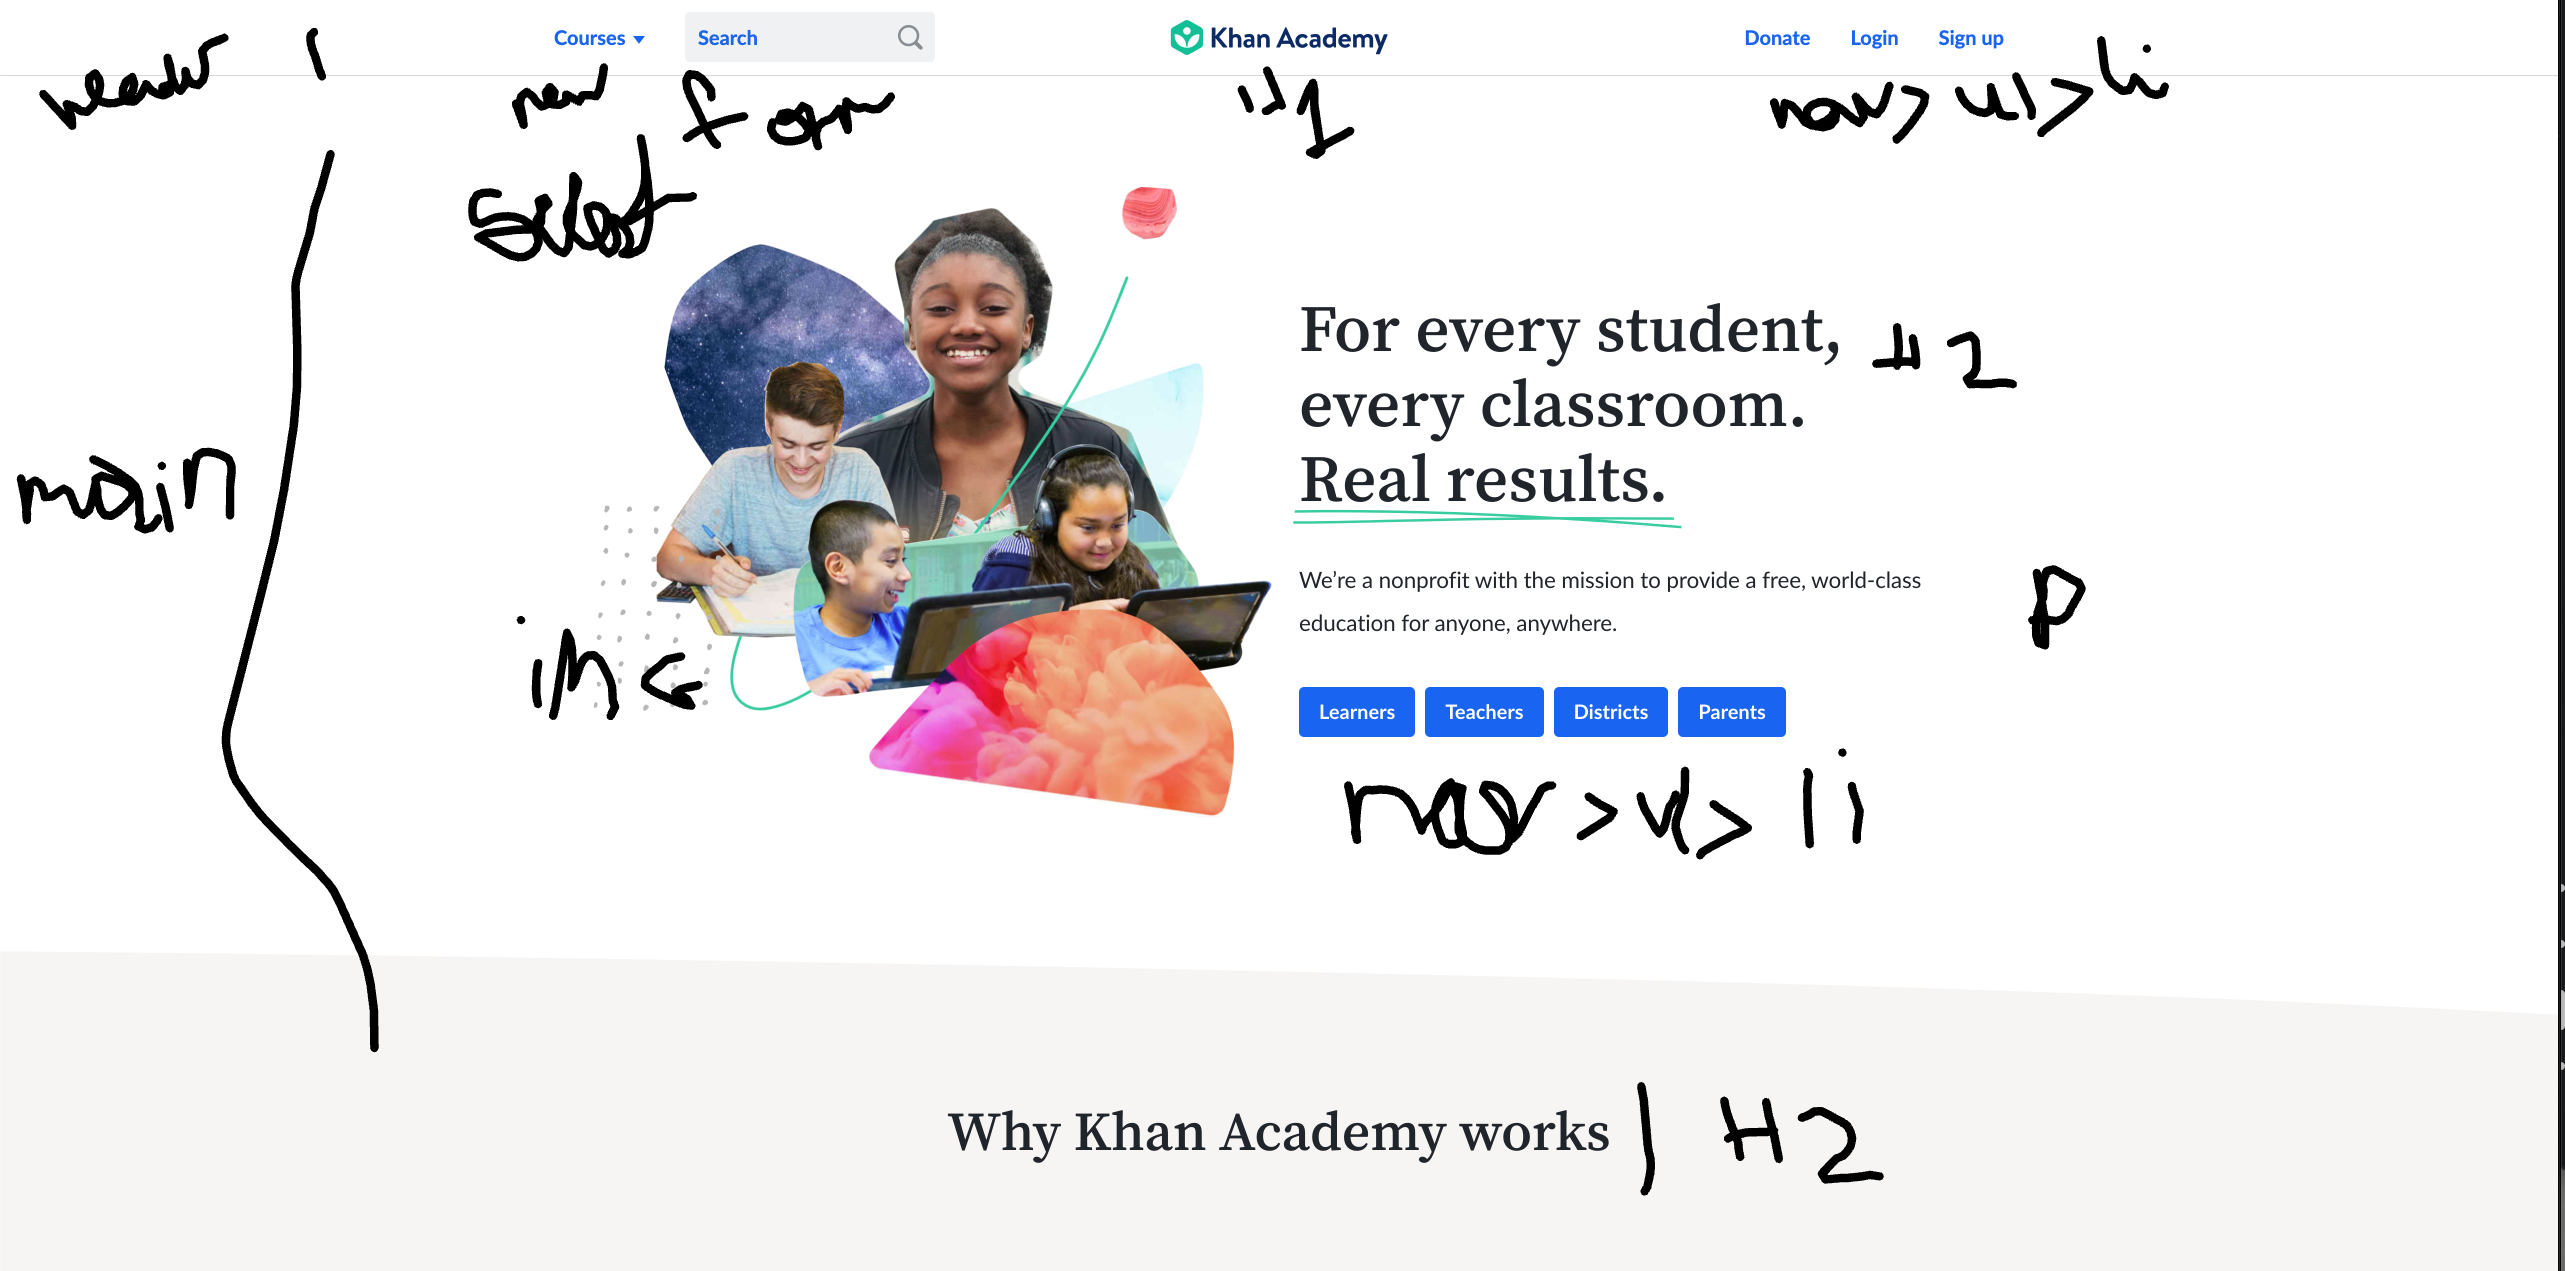 Courses
Search
Khan Academy
Donate
Login
Sign up
header
nav
form
H1
nav > ul > li
select
For every student,
every classroom.
Real results.
H2
main
We’re a nonprofit with the mission to provide a free, world-class
education for anyone, anywhere.
P
img
Learners
Teachers
Districts
Parents
nav > ul > li
Why Khan Academy works
H2